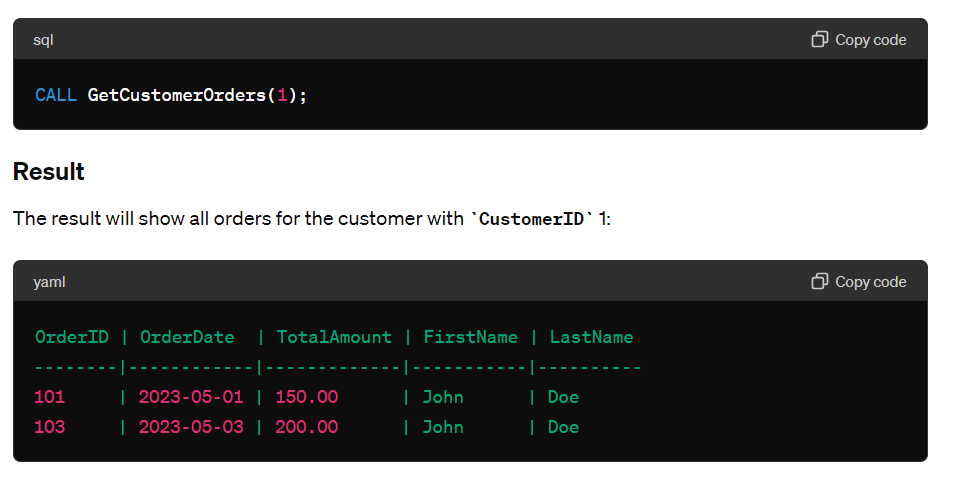 sql
Copy code
CALL GetCustomerOrders(1);
Result
The result will show all orders for the customer with `CustomerID` 1:
yaml
Copy code
OrderID | OrderDate  | TotalAmount | FirstName | LastName
--------|------------|-------------|-----------|----------
101     | 2023-05-01 | 150.00      | John      | Doe
103     | 2023-05-03 | 200.00      | John      | Doe